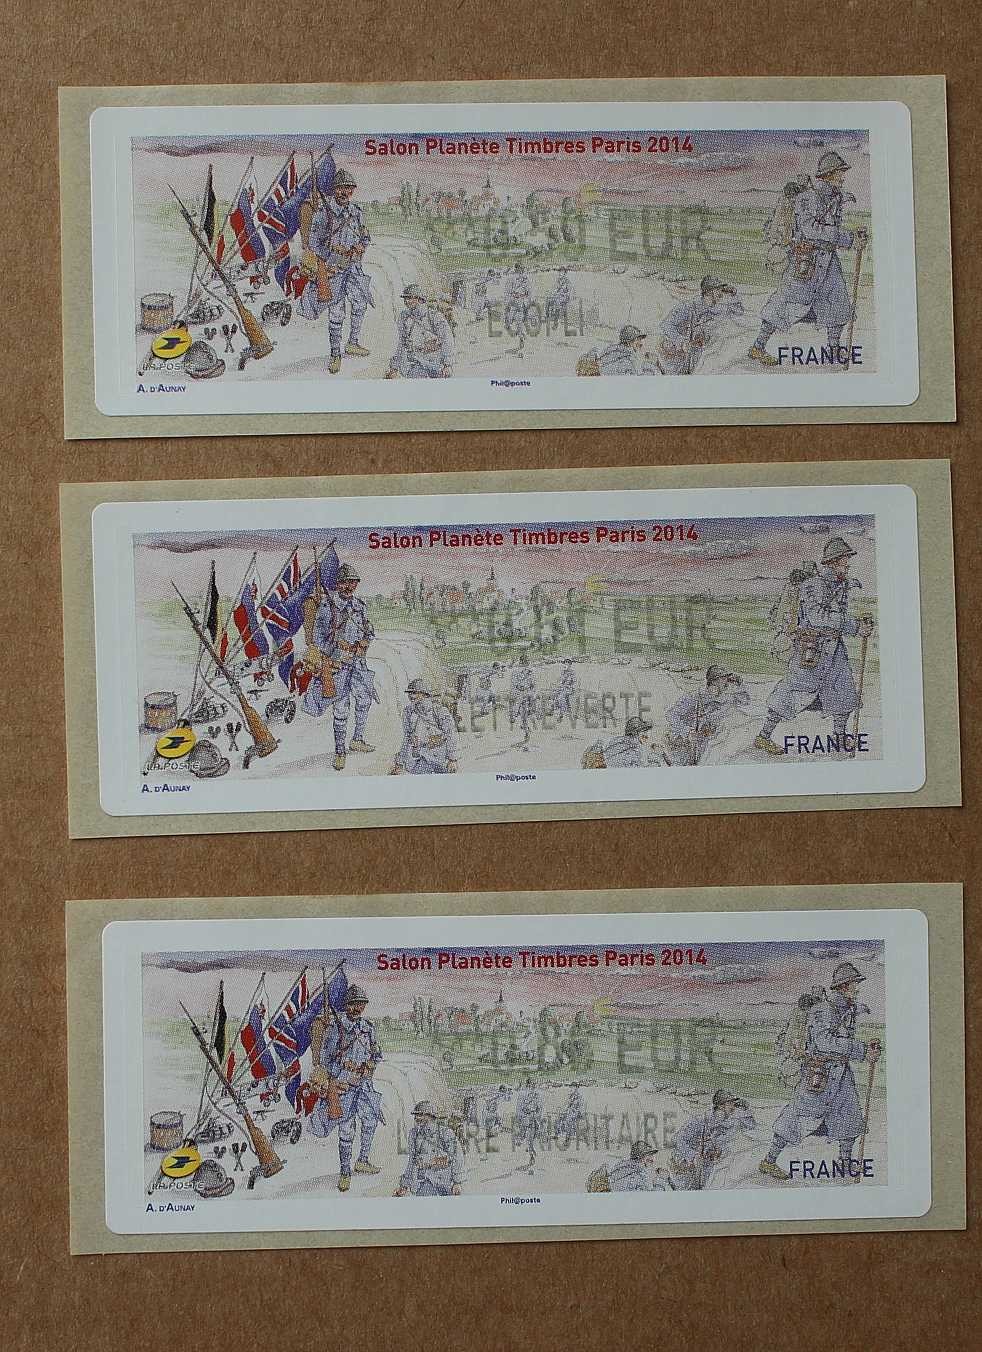 Salon Planète Timbres Paris 2014
EUR
ECOPLI
LA POSTE
FRANCE
A. D'AUNAY
Phil@poste
Salon Planète Timbres Paris 2014
EUR
LETTRE VERTE
LA POSTE
FRANCE
A. D'AUNAY
Phil@poste
Salon Planète Timbres Paris 2014
EUR
LETTRE PRIORITAIRE
LA POSTE
FRANCE
A. D'AUNAY
Phil@poste